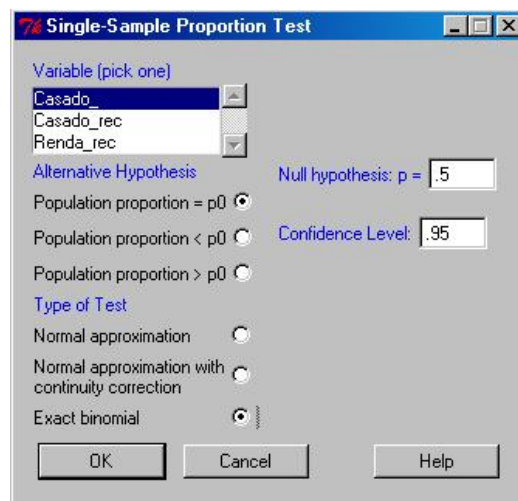 Single-Sample Proportion Test
Variable (pick one)
Casado_
Casado_rec
Renda_rec
Alternative Hypothesis
Null hypothesis: p = .5
Population proportion = p0
Population proportion < p0
Confidence Level: .95
Population proportion > p0
Type of Test
Normal approximation
Normal approximation with
continuity correction
Exact binomial
OK Cancel Help